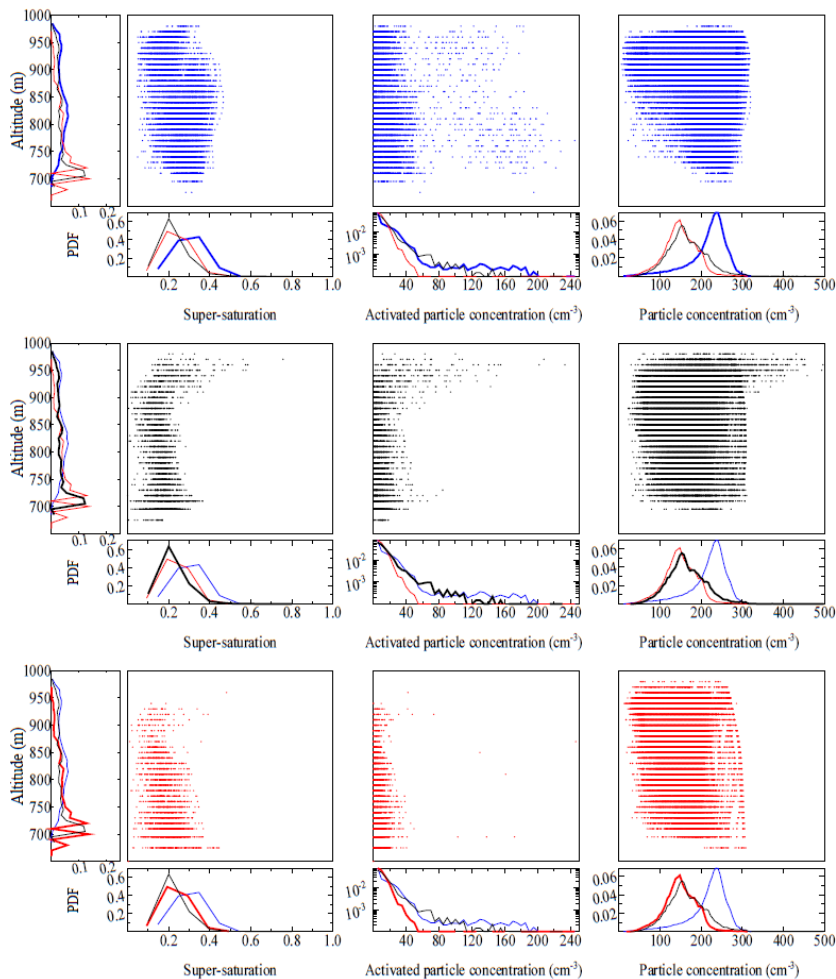 1000
950
900
850
800
750
700
Altitude (m)
0.1 0.2
0.6
0.4
0.2
PDF
0.2 0.4 0.6 0.8 1.0
Super-saturation
10-2
10-3
40 80 120 160 200 240
Activated particle concentration (cm-3)
0.06
0.04
0.02
100 200 300 400 500
Particle concentration (cm-3)
1000
950
900
850
800
750
700
Altitude (m)
0.1 0.2
0.6
0.4
0.2
PDF
0.2 0.4 0.6 0.8 1.0
Super-saturation
10-2
10-3
40 80 120 160 200 240
Activated particle concentration (cm-3)
0.06
0.04
0.02
100 200 300 400 500
Particle concentration (cm-3)
1000
950
900
850
800
750
700
Altitude (m)
0.1 0.2
0.6
0.4
0.2
PDF
0.2 0.4 0.6 0.8 1.0
Super-saturation
10-2
10-3
40 80 120 160 200 240
Activated particle concentration (cm-3)
0.06
0.04
0.02
100 200 300 400 500
Particle concentration (cm-3)